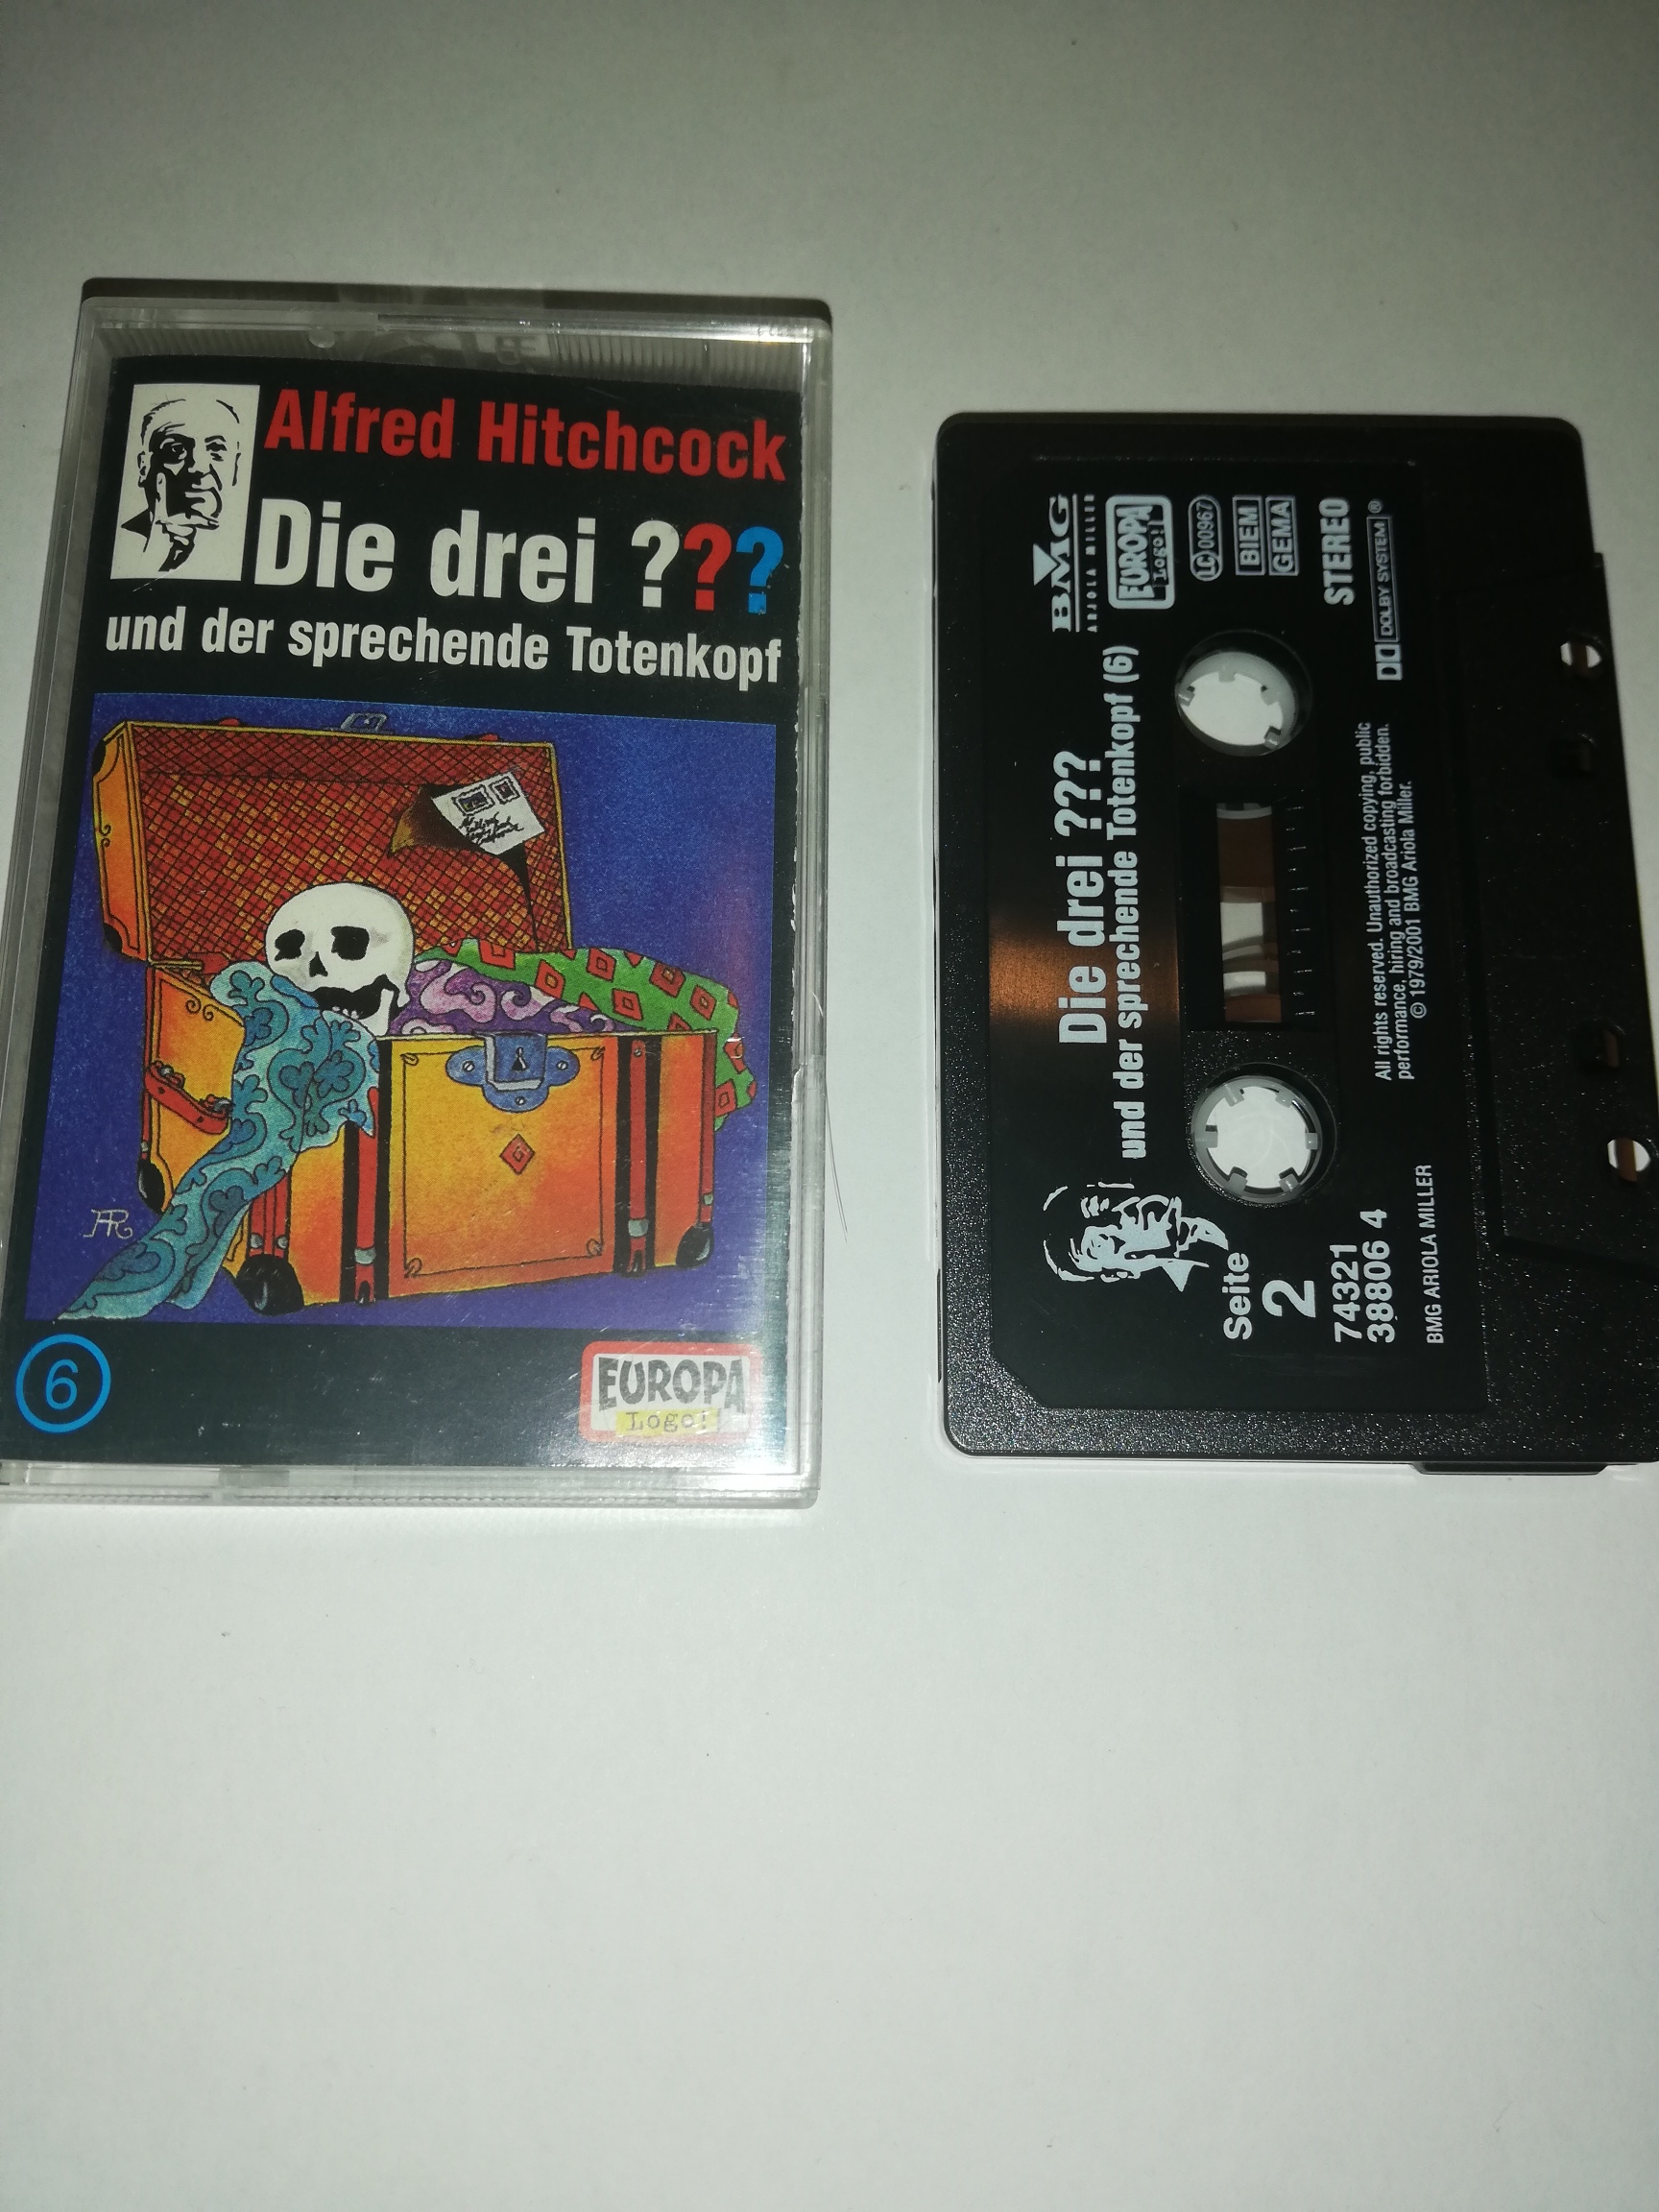 Alfred Hitchcock
Die drei ???
und der sprechende Totenkopf
AR
6
EUROPA
Logo!
BMG
ARIOLA MILLER
EUROPA
Logo!
LC 00967
BIEM
GEMA
STEREO
DOLBY SYSTEM®
Die drei ???
und der sprechende Totenkopf (6)
All rights reserved. Unauthorized copying, public
performance, hiring and broadcasting forbidden.
© 1979/2001 BMG Ariola Miller.
Seite
2
74321
38806 4
BMG ARIOLA MILLER